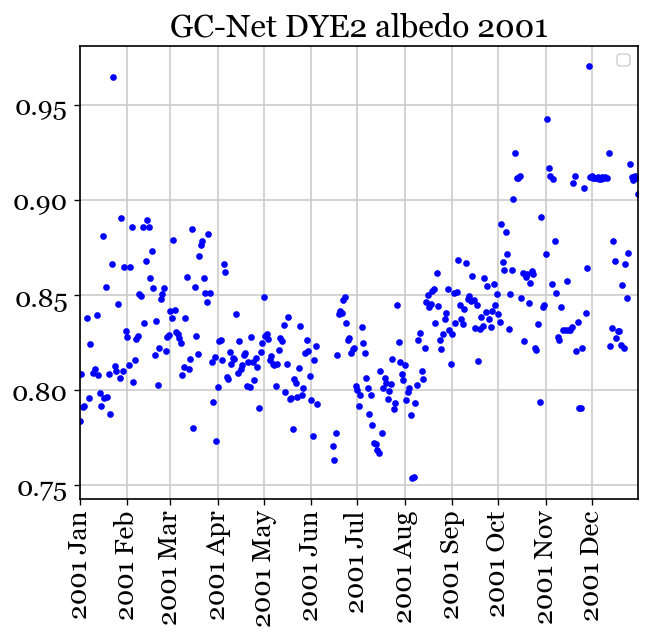 GC-Net DYE2 albedo 2001
0.95
0.90
0.85
0.80
0.75
2001 Jan
2001 Feb
2001 Mar
2001 Apr
2001 May
2001 Jun
2001 Jul
2001 Aug
2001 Sep
2001 Oct
2001 Nov
2001 Dec